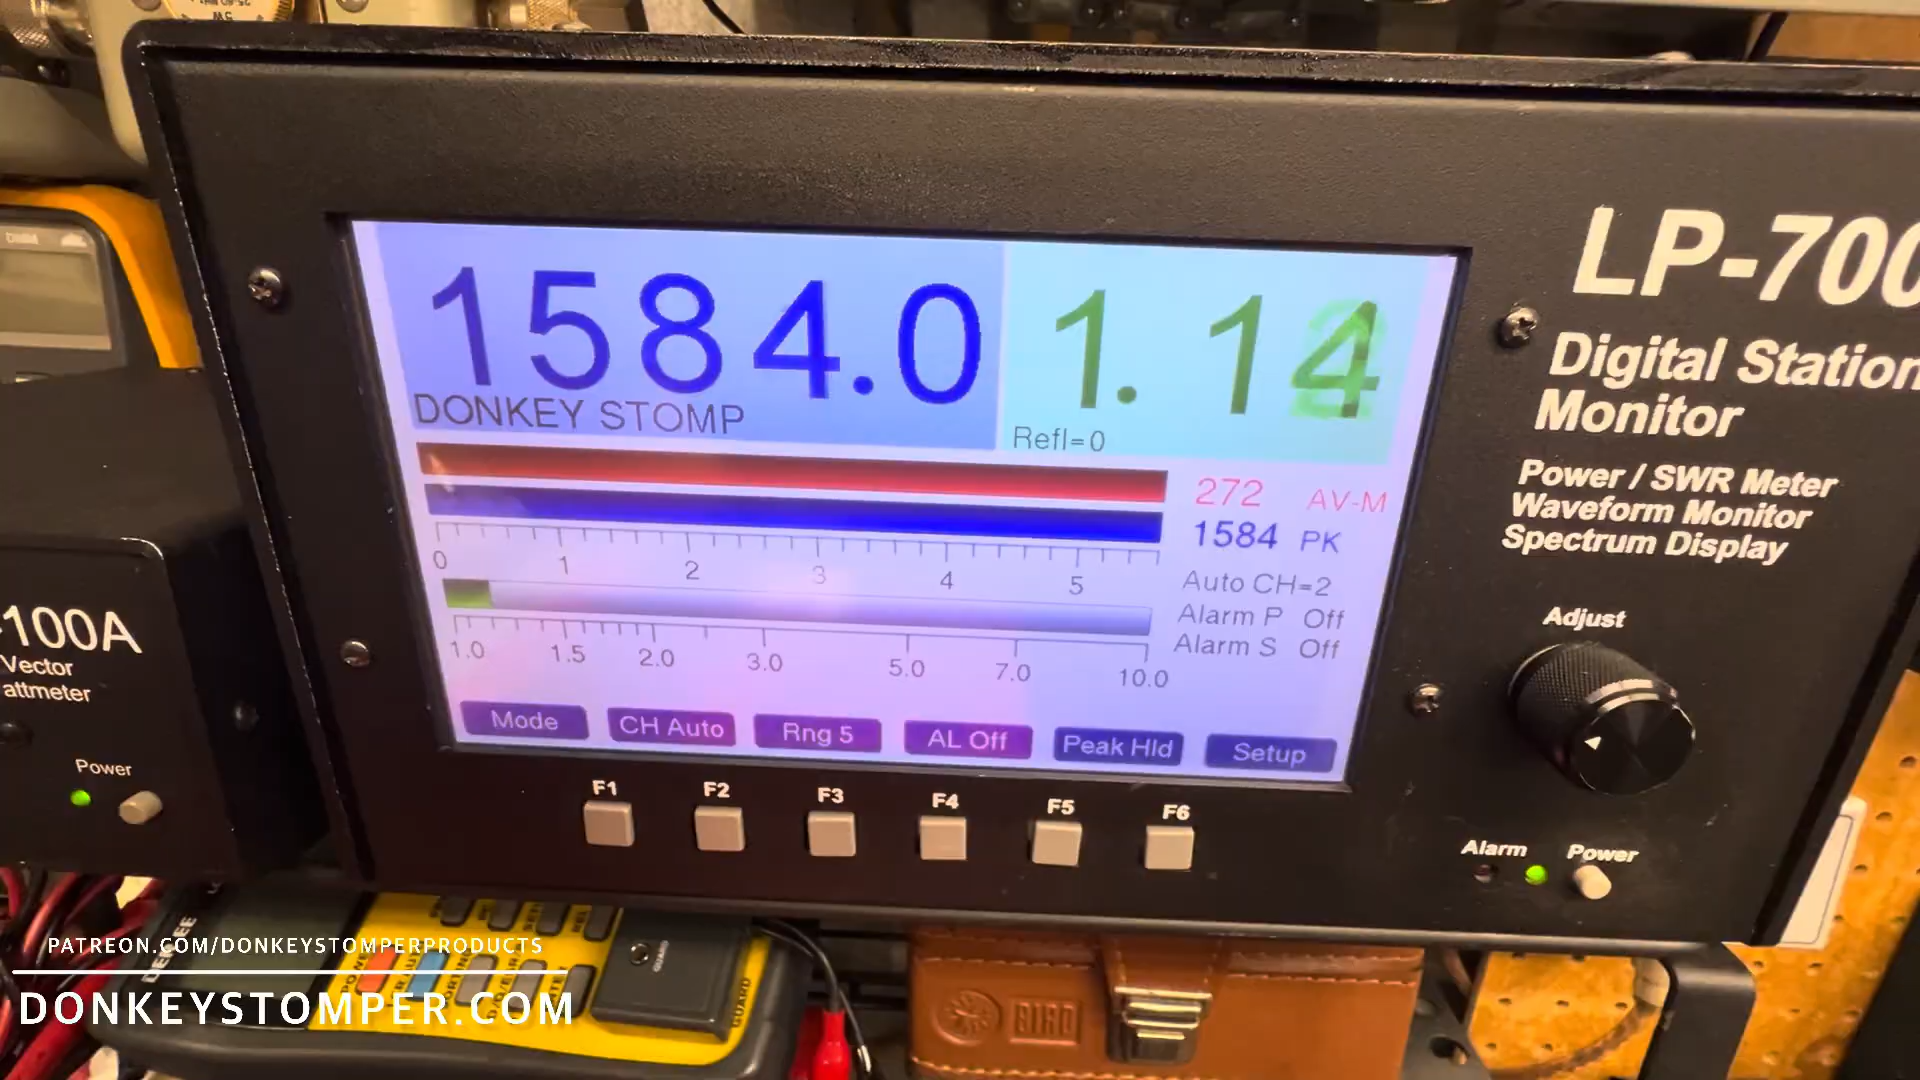 5W
LP-700
Digital Station
Monitor
Power / SWR Meter
Waveform Monitor
Spectrum Display
1584.0
DONKEY STOMP
1.14
Refl=0
272 AV-M
1584 PK
0 1 2 3 4 5
Auto CH=2
Alarm P Off
Alarm S Off
1.0 1.5 2.0 3.0 5.0 7.0 10.0
Mode CH Auto Rng 5 AL Off Peak Hld Setup
F1 F2 F3 F4 F5 F6
Adjust
Alarm Power
-100A
Vector
attmeter
Power
GUARD
GUARD
BIRD
PATREON.COM/DONKEYSTOMPERPRODUCTS
DONKEYSTOMPER.COM